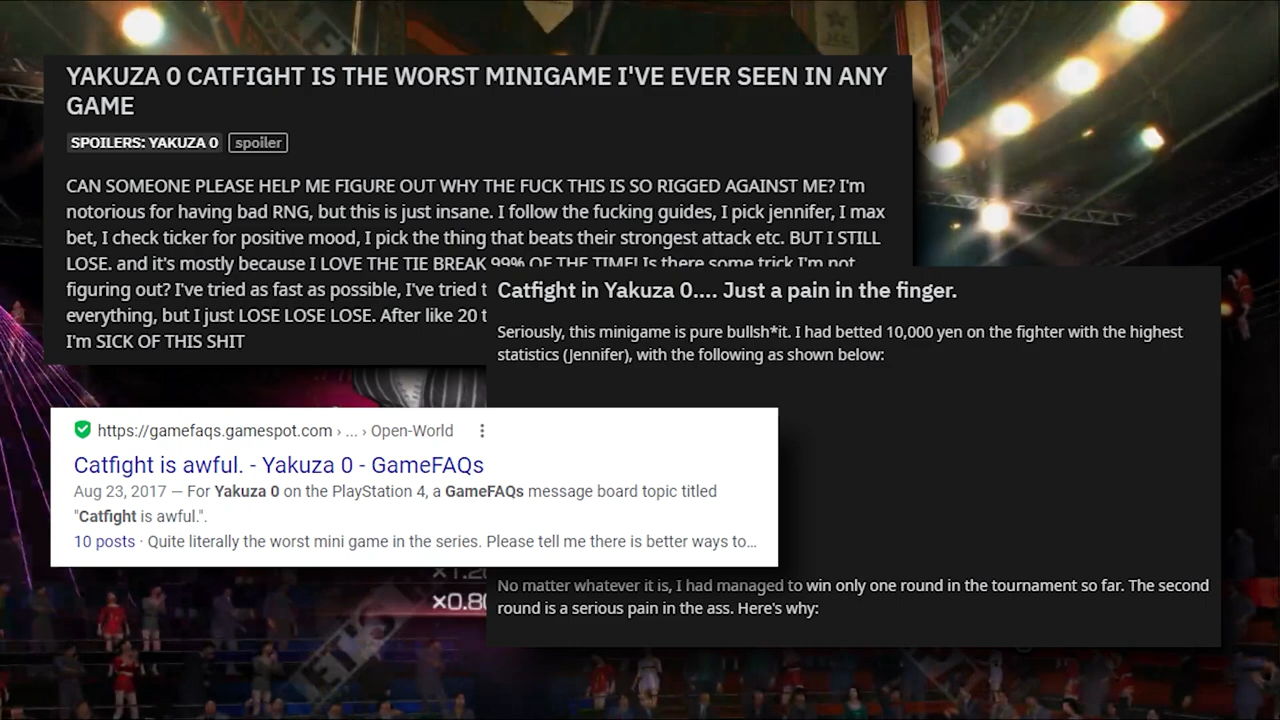 YAKUZA 0 CATFIGHT IS THE WORST MINIGAME I'VE EVER SEEN IN ANY
GAME
SPOILERS: YAKUZA 0 spoiler
CAN SOMEONE PLEASE HELP ME FIGURE OUT WHY THE FUCK THIS IS SO RIGGED AGAINST ME? I'm
notorious for having bad RNG, but this is just insane. I follow the fucking guides, I pick jennifer, I max
bet, I check ticker for positive mood, I pick the thing that beats their strongest attack etc. BUT I STILL
LOSE. and it's mostly because I LOVE THE TIE BREAK 99% OF THE TIME! Is there some trick I'm not
figuring out? I've tried as fast as possible, I've tried t
everything, but I just LOSE LOSE LOSE. After like 20 t
I'm SICK OF THIS SHIT
Catfight in Yakuza 0.... Just a pain in the finger.
Seriously, this minigame is pure bullsh*it. I had betted 10,000 yen on the fighter with the highest
statistics (Jennifer), with the following as shown below:
https://gamefaqs.gamespot.com › ... › Open-World
Catfight is awful. - Yakuza 0 - GameFAQs
Aug 23, 2017 — For Yakuza 0 on the PlayStation 4, a GameFAQs message board topic titled
"Catfight is awful.".
10 posts · Quite literally the worst mini game in the series. Please tell me there is better ways to...
×1.20
×0.80
No matter whatever it is, I had managed to win only one round in the tournament so far. The second
round is a serious pain in the ass. Here's why: